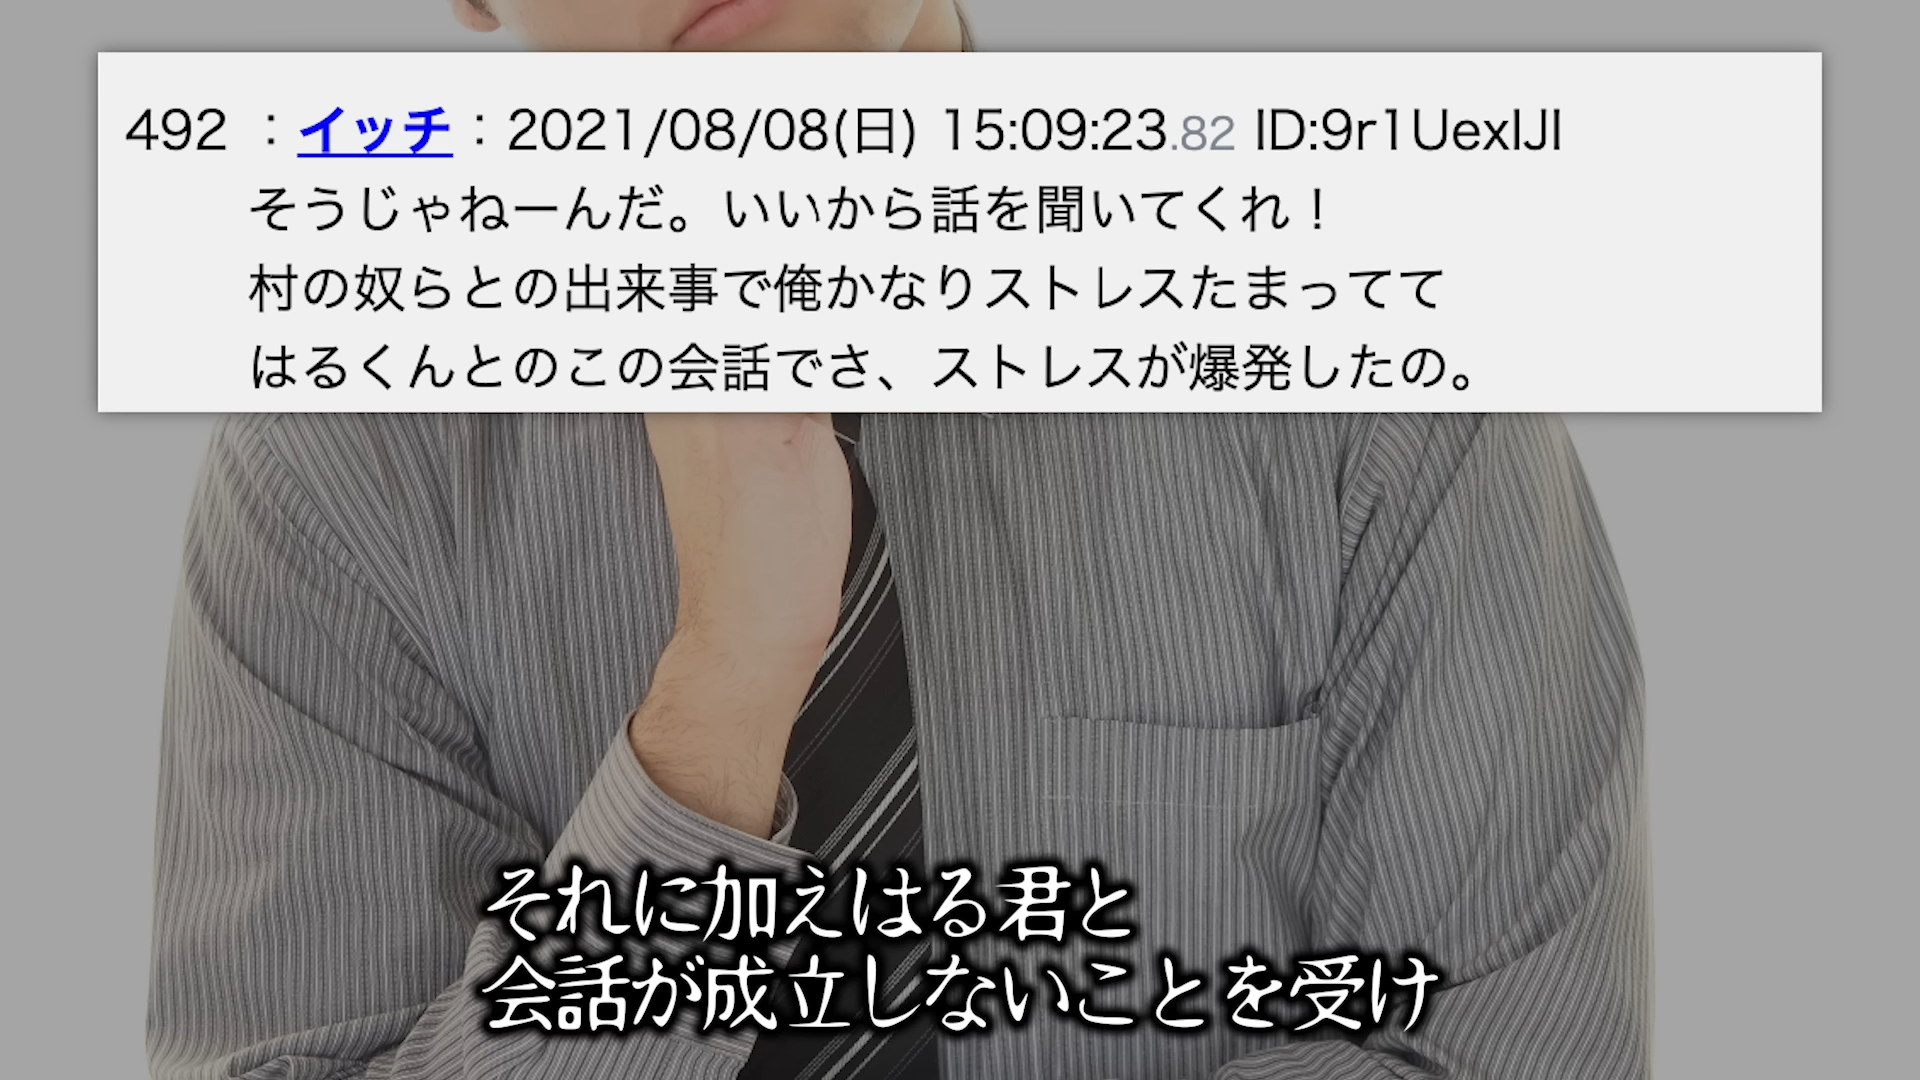 492 ：イッチ：2021/08/08(日) 15:09:23.82 ID:9r1UexlJl
そうじゃねーんだ。いいから話を聞いてくれ！
村の奴らとの出来事で俺かなりストレスたまってて
はるくんとのこの会話でさ、ストレスが爆発したの。
それに加えはる君と
会話が成立しないことを受け